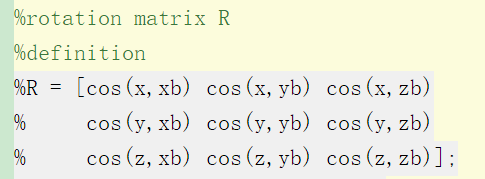 %rotation matrix R
%definition
%R = [cos(x,xb) cos(x,yb) cos(x,zb)
%     cos(y,xb) cos(y,yb) cos(y,zb)
%     cos(z,xb) cos(z,yb) cos(z,zb)];